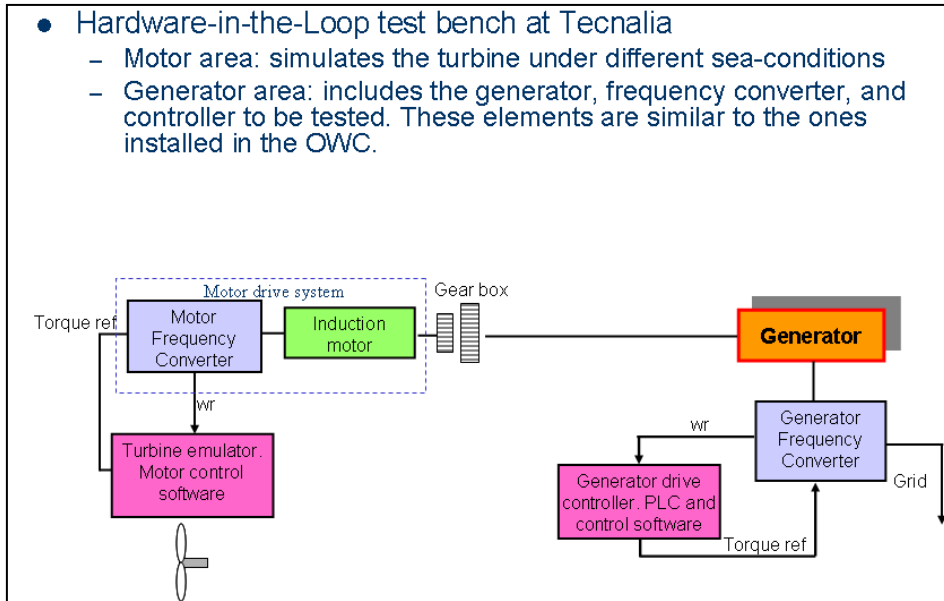 ● Hardware-in-the-Loop test bench at Tecnalia
– Motor area: simulates the turbine under different sea-conditions
– Generator area: includes the generator, frequency converter, and
controller to be tested. These elements are similar to the ones
installed in the OWC.
Motor drive system
Gear box
Torque ref
Motor
Frequency
Converter
Induction
motor
Generator
wr
Turbine emulator.
Motor control
software
wr
Generator
Frequency
Converter
Grid
Generator drive
controller. PLC and
control software
Torque ref